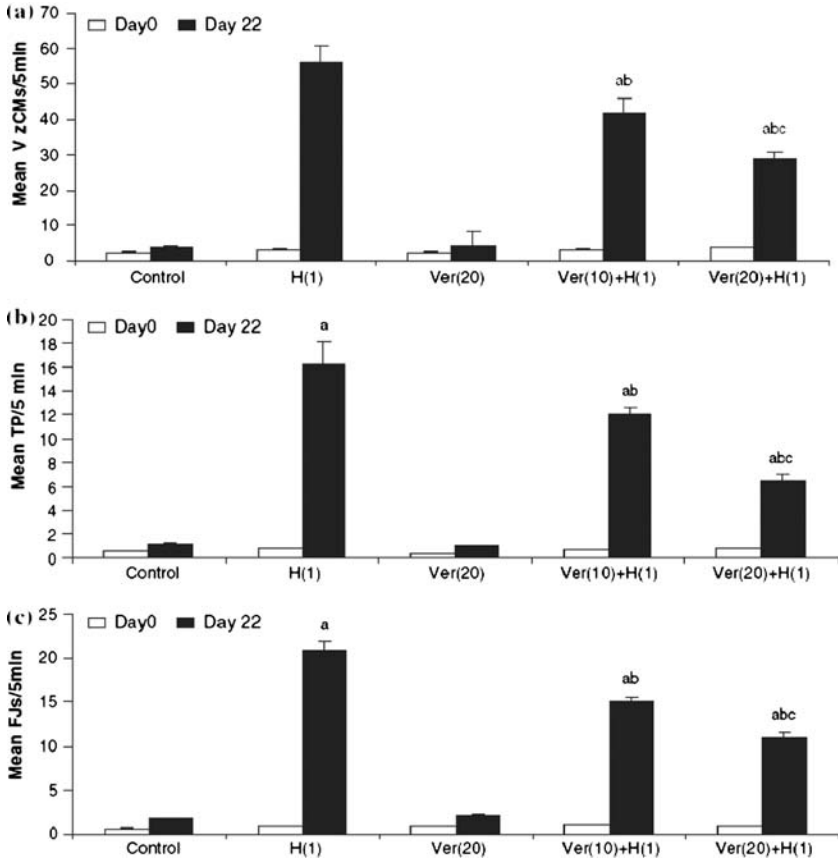 (a)
Day0 Day 22
Mean V zCMs/5mln
70
60
50
40
30
20
10
0
ab
abc
Control H(1) Ver(20) Ver(10)+H(1) Ver(20)+H(1)
(b)
Day0 Day 22
Mean TP/5 mln
20
18
16
14
12
10
8
6
4
2
0
a
ab
abc
Control H(1) Ver(20) Ver(10)+H(1) Ver(20)+H(1)
(c)
Day0 Day 22
Mean FJs/5mln
25
20
15
10
5
0
a
ab
abc
Control H(1) Ver(20) Ver(10)+H(1) Ver(20)+H(1)